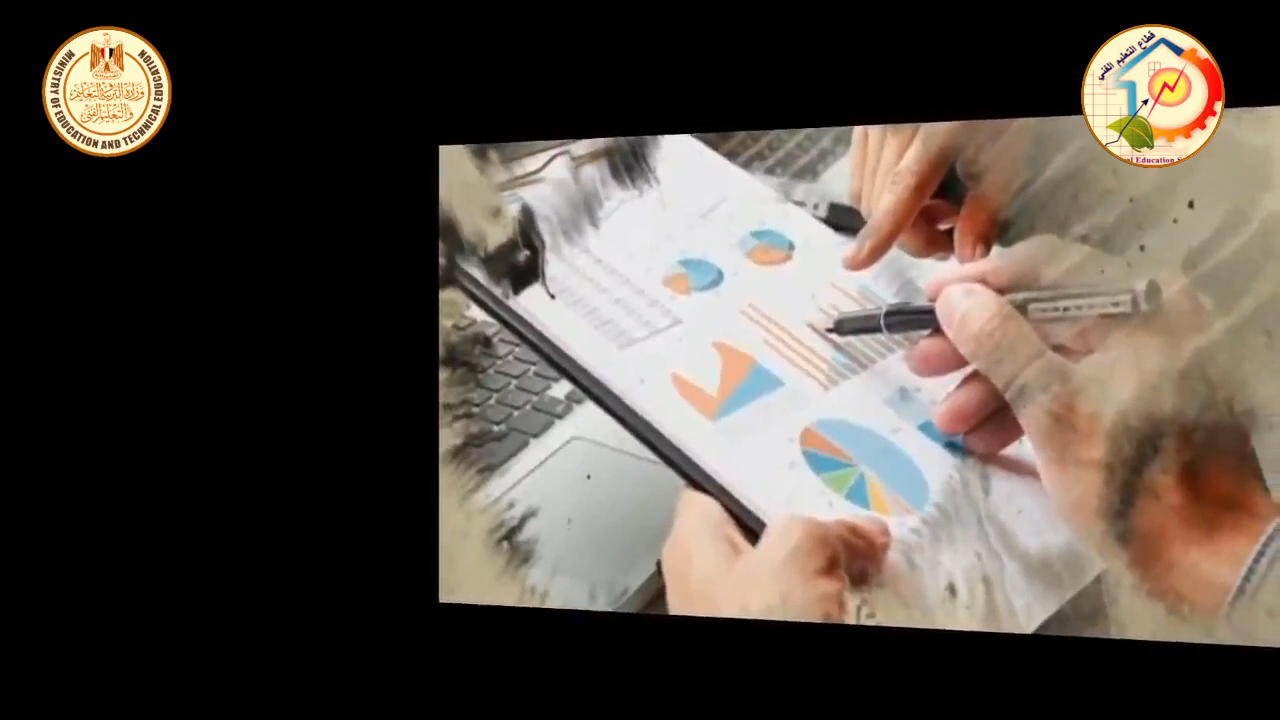 وزارة التربية والتعليم
والتعليم الفني
MINISTRY OF EDUCATION AND TECHNICAL EDUCATION
قطاع التعليم الفني
Education